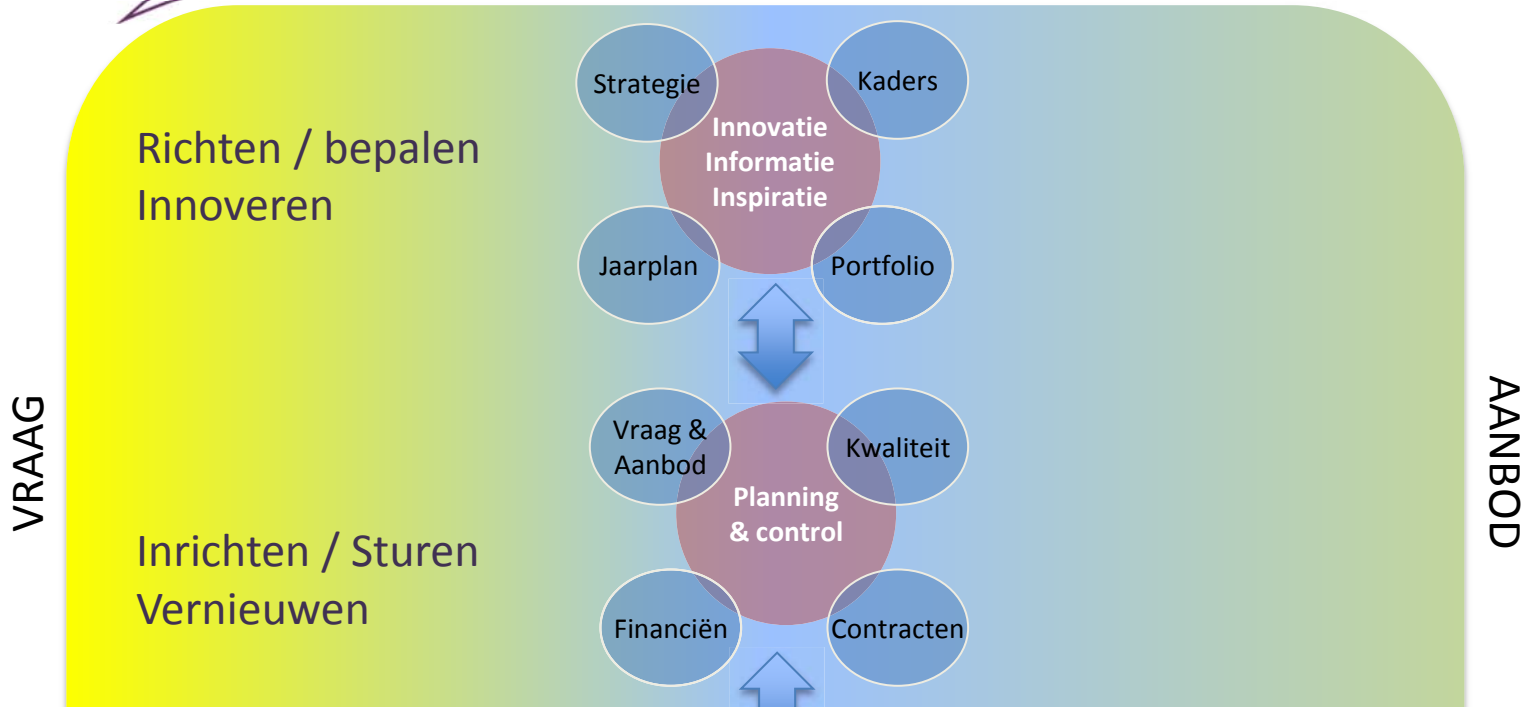 Strategie
Kaders
Richten / bepalen
Innoveren
Innovatie
Informatie
Inspiratie
Jaarplan
Portfolio
VRAAG
AANBOD
Vraag &
Aanbod
Kwaliteit
Planning
& control
Inrichten / Sturen
Vernieuwen
Financiën
Contracten